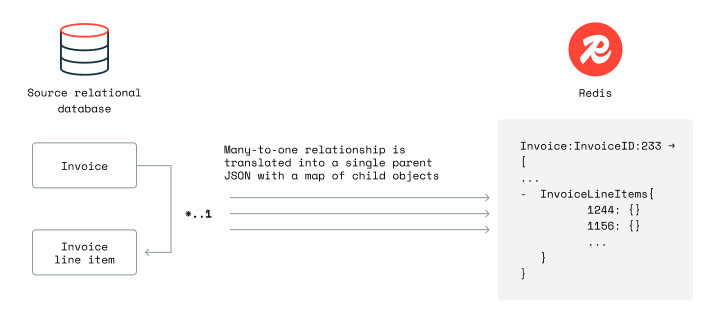 Source relational
database
Invoice
Invoice
line item
*..1
Many-to-one relationship is
translated into a single parent
JSON with a map of child objects
Redis
Invoice:InvoiceID:233 →
[
...
- InvoiceLineItems{
1244: {}
1156: {}
...
}
}